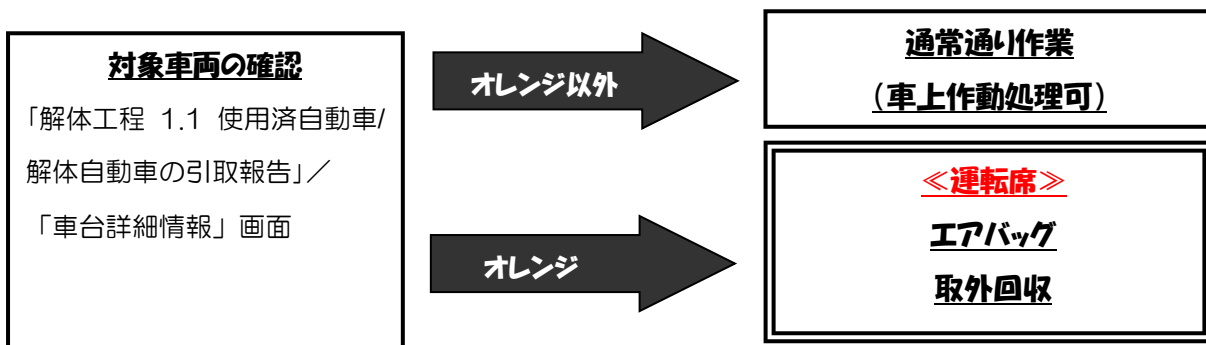 対象車両の確認
「解体工程 1.1 使用済自動車/
解体自動車の引取報告」／
「車台詳細情報」画面
オレンジ以外
通常通り作業
(車上作動処理可)
オレンジ
≪運転席≫
エアバッグ
取外回収